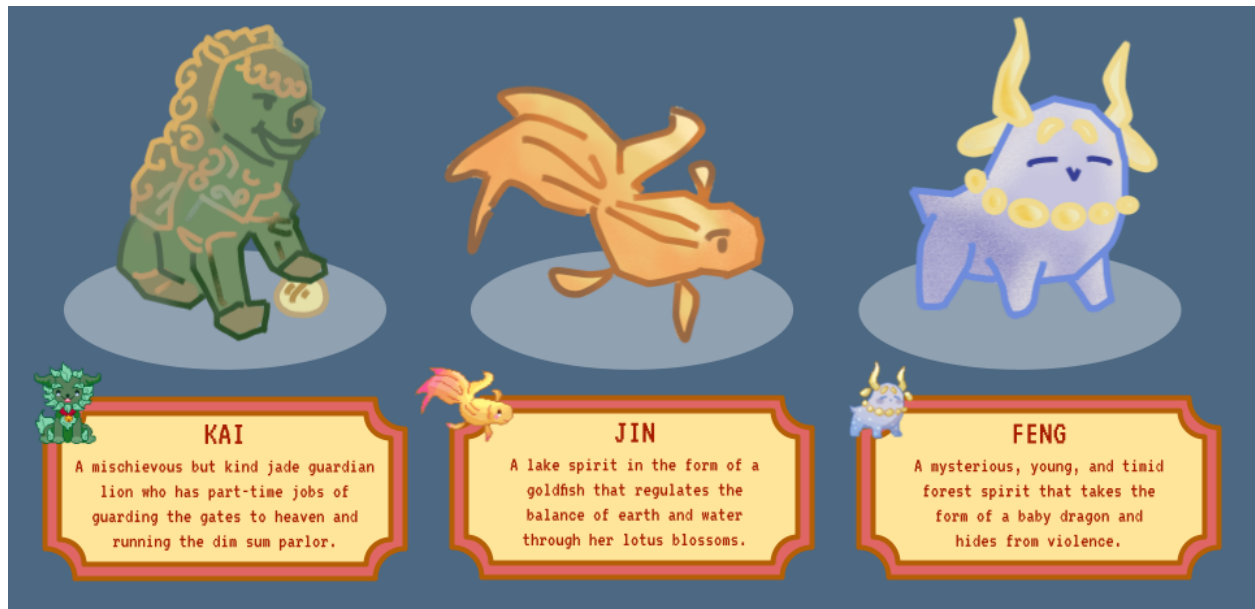 KAI
A mischievous but kind jade guardian
lion who has part-time jobs of
guarding the gates to heaven and
running the dim sum parlor.
JIN
A lake spirit in the form of a
goldfish that regulates the
balance of earth and water
through her lotus blossoms.
FENG
A mysterious, young, and timid
forest spirit that takes the
form of a baby dragon and
hides from violence.